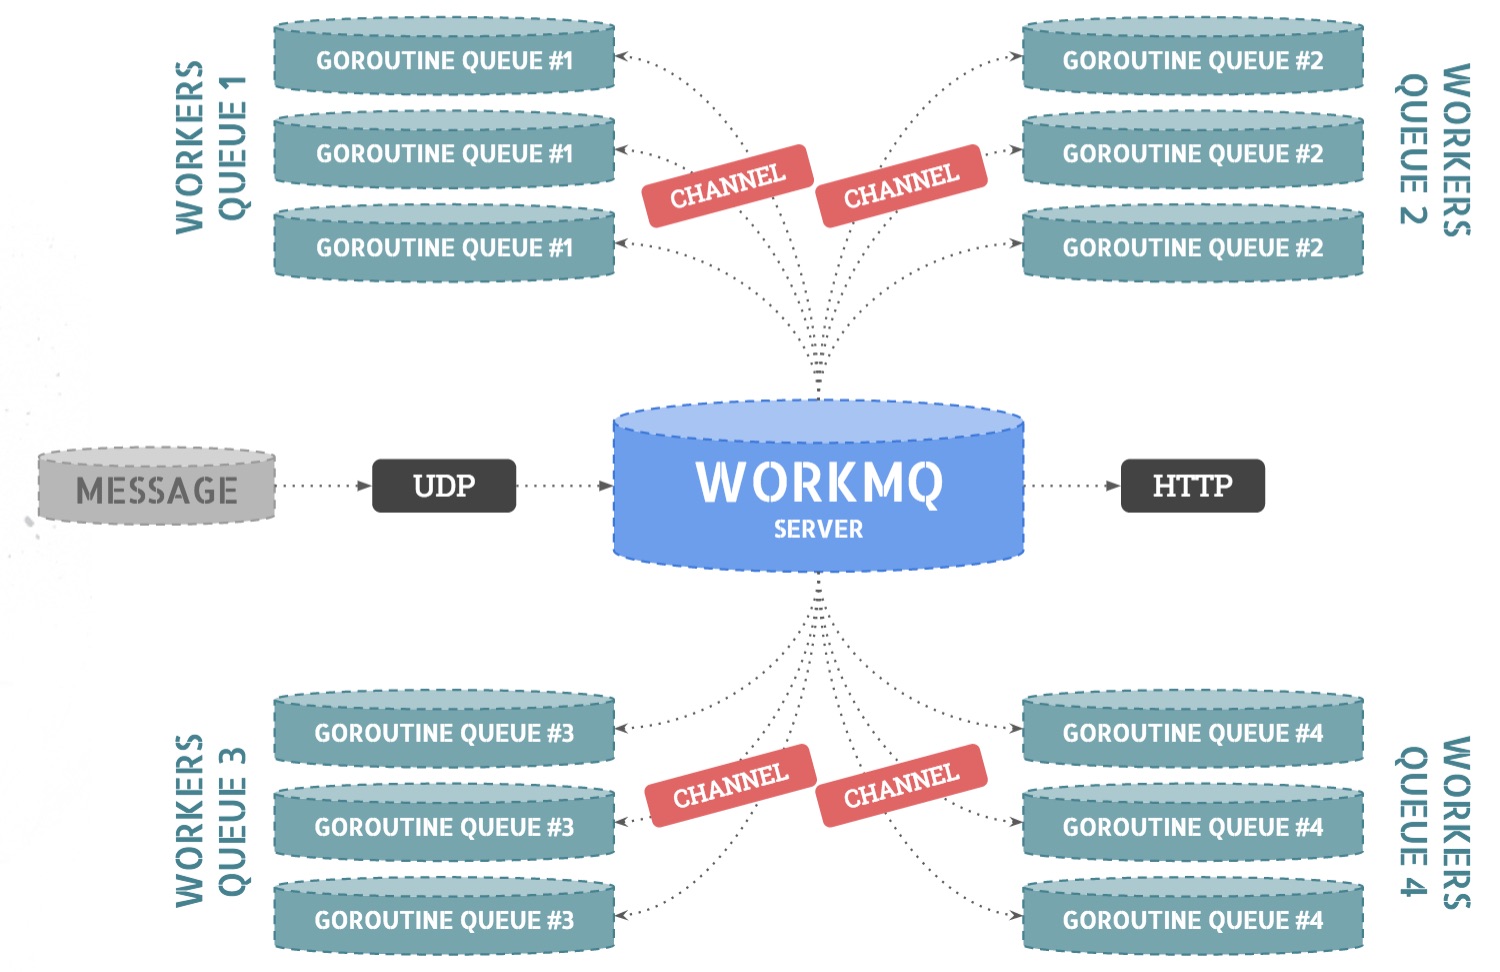 WORKERS
QUEUE 1
GOROUTINE QUEUE #1
GOROUTINE QUEUE #1
GOROUTINE QUEUE #1
CHANNEL
CHANNEL
GOROUTINE QUEUE #2
GOROUTINE QUEUE #2
GOROUTINE QUEUE #2
WORKERS
QUEUE 2
MESSAGE
UDP
WORKMQ
SERVER
HTTP
WORKERS
QUEUE 3
GOROUTINE QUEUE #3
GOROUTINE QUEUE #3
GOROUTINE QUEUE #3
CHANNEL
CHANNEL
GOROUTINE QUEUE #4
GOROUTINE QUEUE #4
GOROUTINE QUEUE #4
WORKERS
QUEUE 4